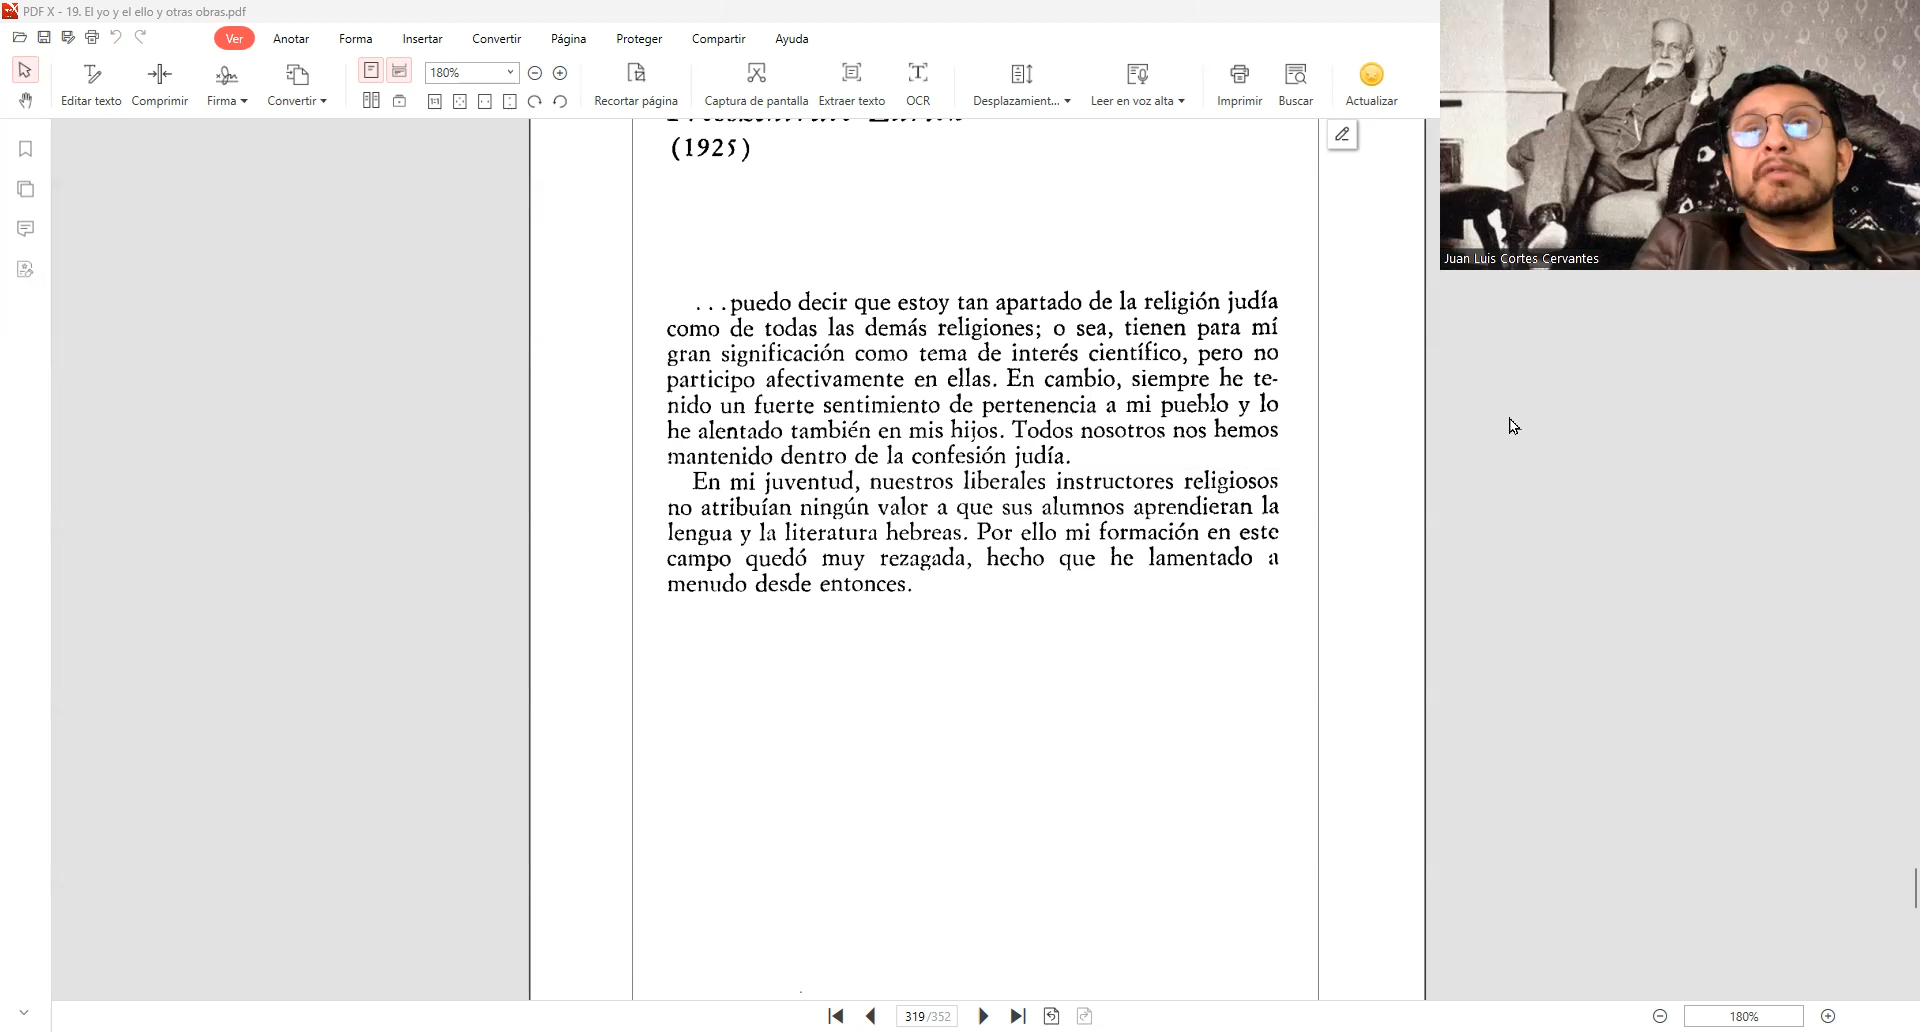 PDF X - 19. El yo y el ello y otras obras.pdf
Ver Anotar Forma Insertar Convertir Página Proteger Compartir Ayuda
180%
Editar texto Comprimir Firma Convertir Recortar página Captura de pantalla Extraer texto OCR Desplazamient... Leer en voz alta Imprimir Buscar Actualizar
(1925)
Juan Luis Cortes Cervantes
...puedo decir que estoy tan apartado de la religión judía
como de todas las demás religiones; o sea, tienen para mí
gran significación como tema de interés científico, pero no
participo afectivamente en ellas. En cambio, siempre he te-
nido un fuerte sentimiento de pertenencia a mi pueblo y lo
he alentado también en mis hijos. Todos nosotros nos hemos
mantenido dentro de la confesión judía.
En mi juventud, nuestros liberales instructores religiosos
no atribuían ningún valor a que sus alumnos aprendieran la
lengua y la literatura hebreas. Por ello mi formación en este
campo quedó muy rezagada, hecho que he lamentado a
menudo desde entonces.
319/352
180%